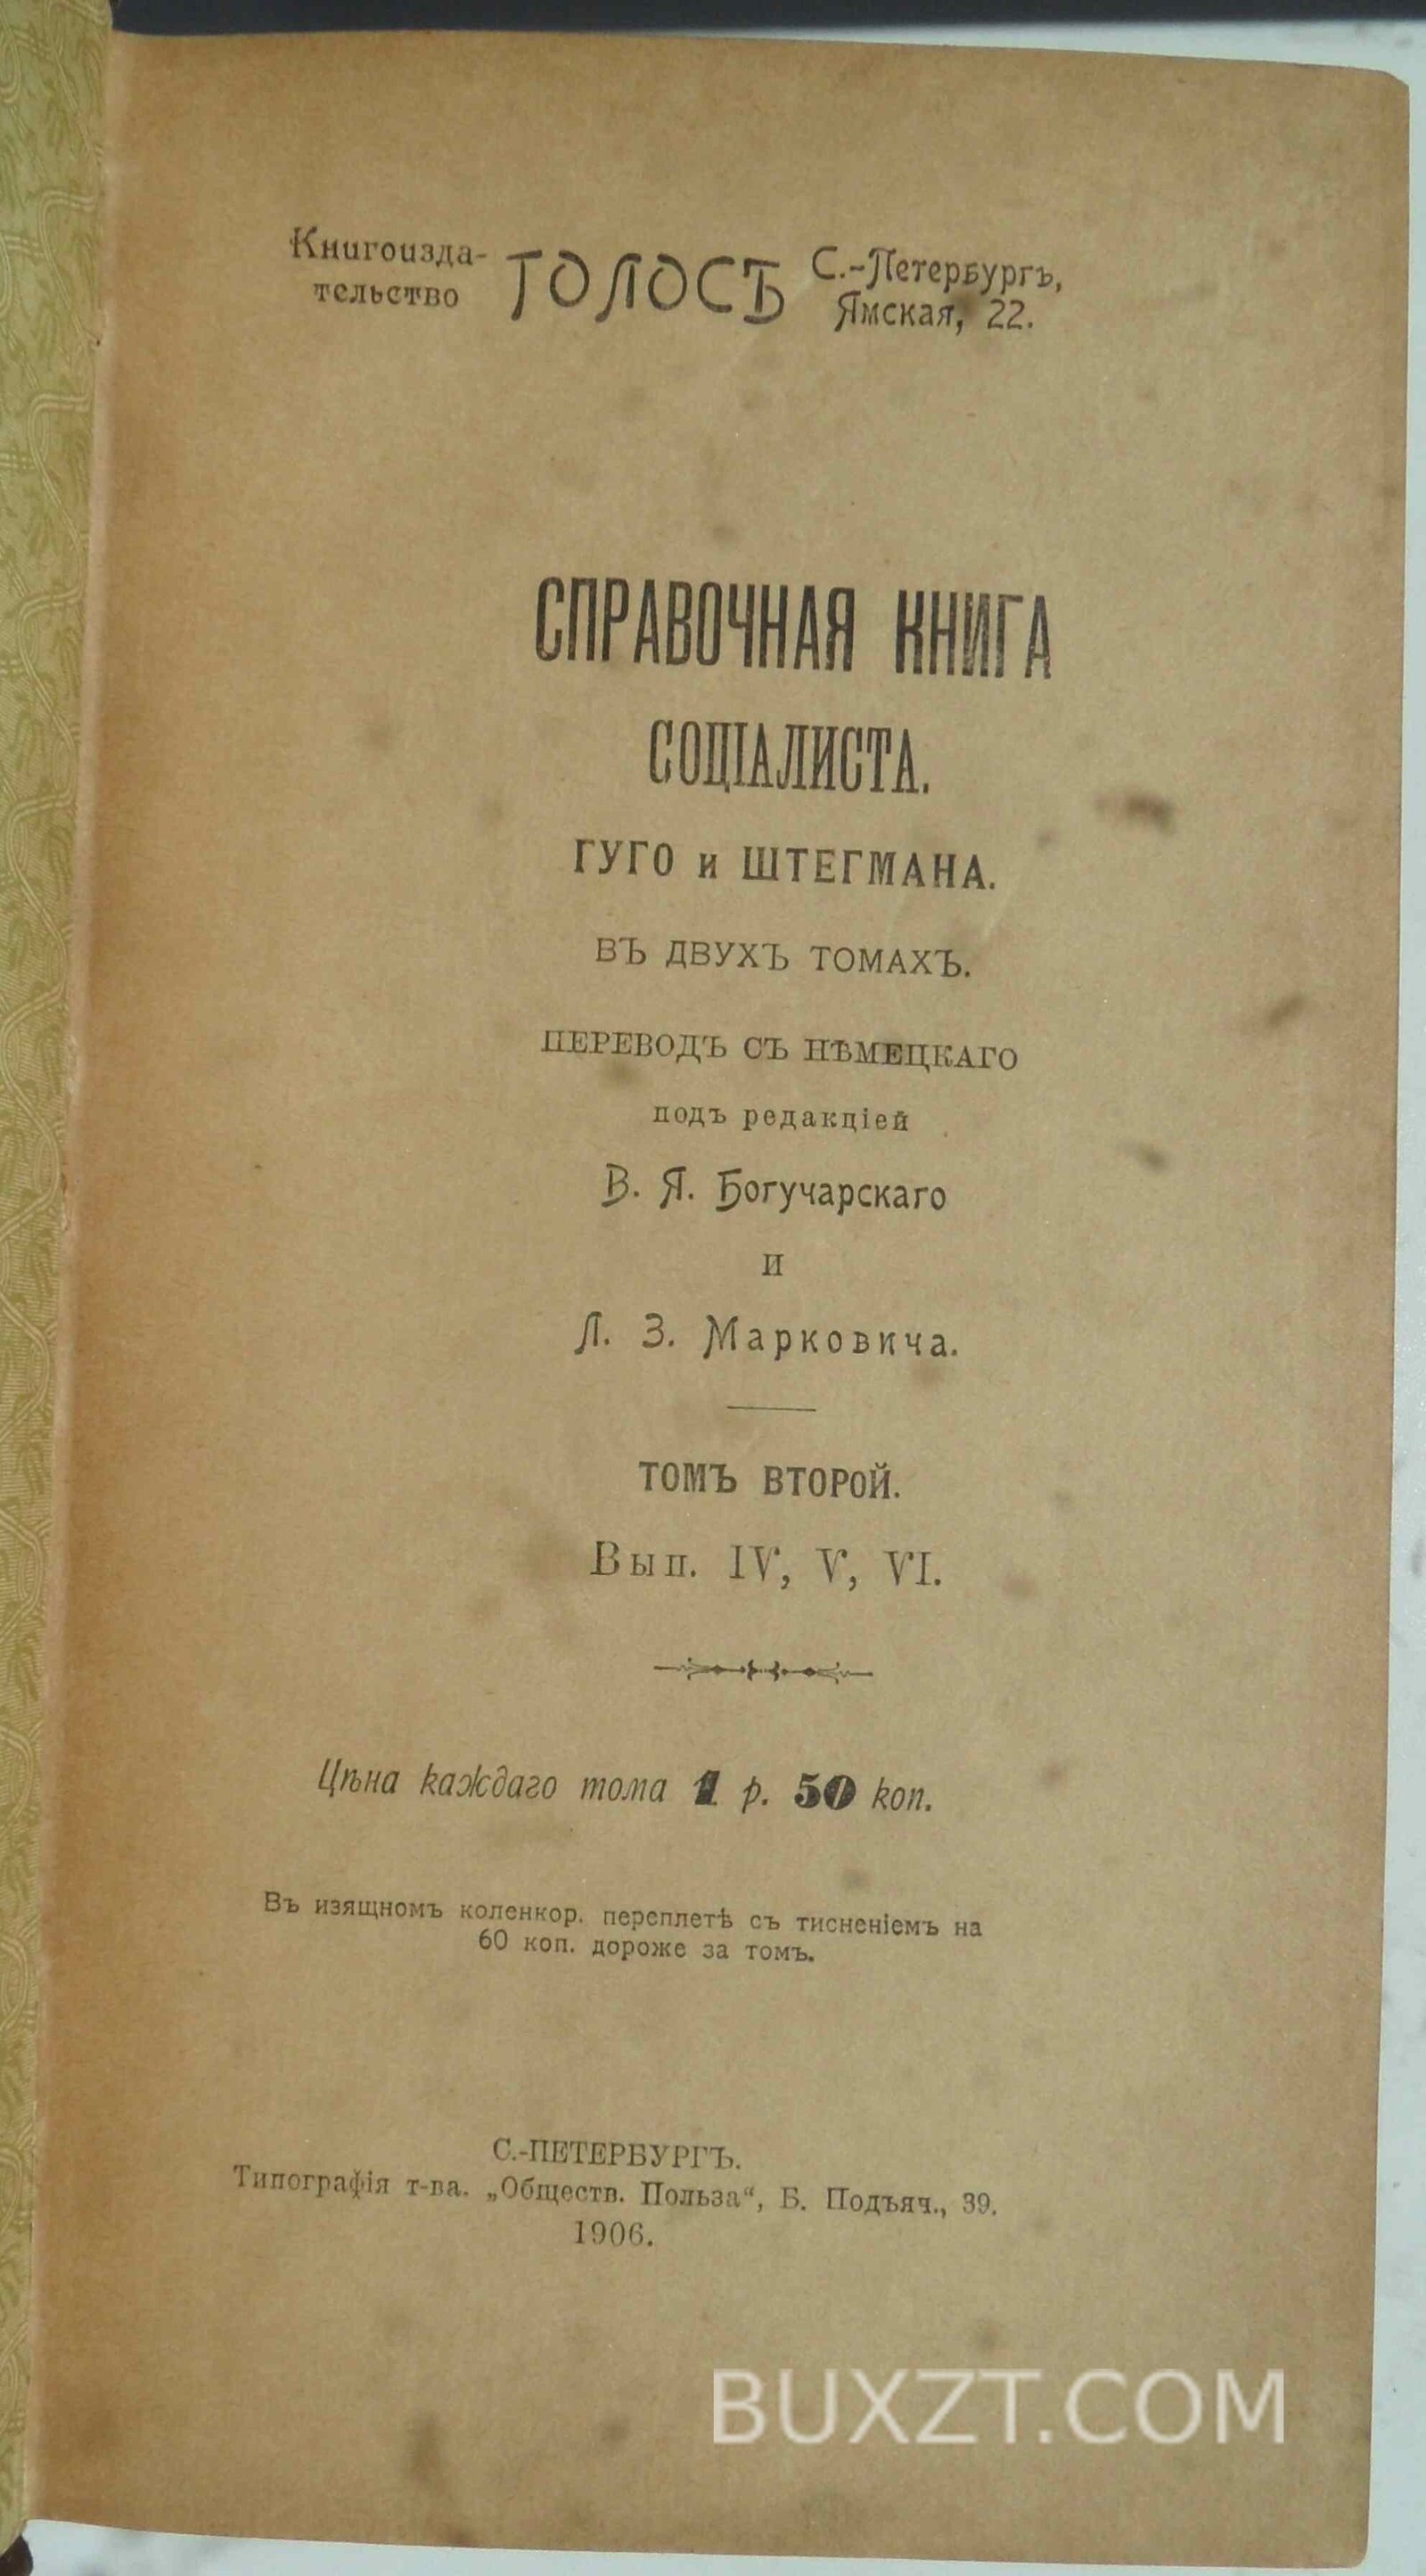 Книгоизда-
тельство
ГОЛОСЪ
С.-Петербургъ,
Ямская, 22.
СПРАВОЧНАЯ КНИГА
СОЦІАЛИСТА.
ГУГО и ШТЕГМАНА.
ВЪ ДВУХЪ ТОМАХЪ.
ПЕРЕВОДЪ СЪ НѢМЕЦКАГО
подъ редакціей
В. Я. Богучарскаго
и
Л. З. Марковича.
ТОМЪ ВТОРОЙ.
Вып. IV, V, VI.
Цѣна каждаго тома 1 р. 50 коп.
Въ изящномъ коленкор. переплетѣ съ тисненіемъ на
60 коп. дороже за томъ.
С.-ПЕТЕРБУРГЪ.
Типографія т-ва. „Обществ. Польза“, Б. Подъяч., 39.
1906.
BUXZT.COM